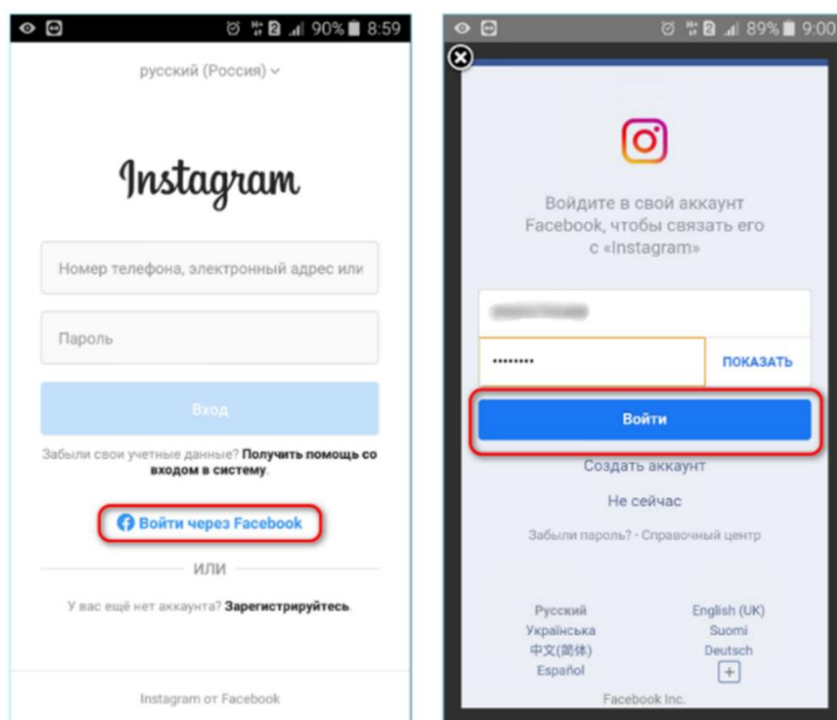 90% 8:59
русский (Россия)
Instagram
Номер телефона, электронный адрес или
Пароль
Вход
Забыли свои учетные данные? Получить помощь со
входом в систему.
Войти через Facebook
ИЛИ
У вас ещё нет аккаунта? Зарегистрируйтесь.
Instagram от Facebook
89% 9:00
Войдите в свой аккаунт
Facebook, чтобы связать его
с «Instagram»
••••••••
ПОКАЗАТЬ
Войти
Создать аккаунт
Не сейчас
Забыли пароль? · Справочный центр
Русский
English (UK)
Українська
Suomi
中文(简体)
Deutsch
Español
Facebook Inc.